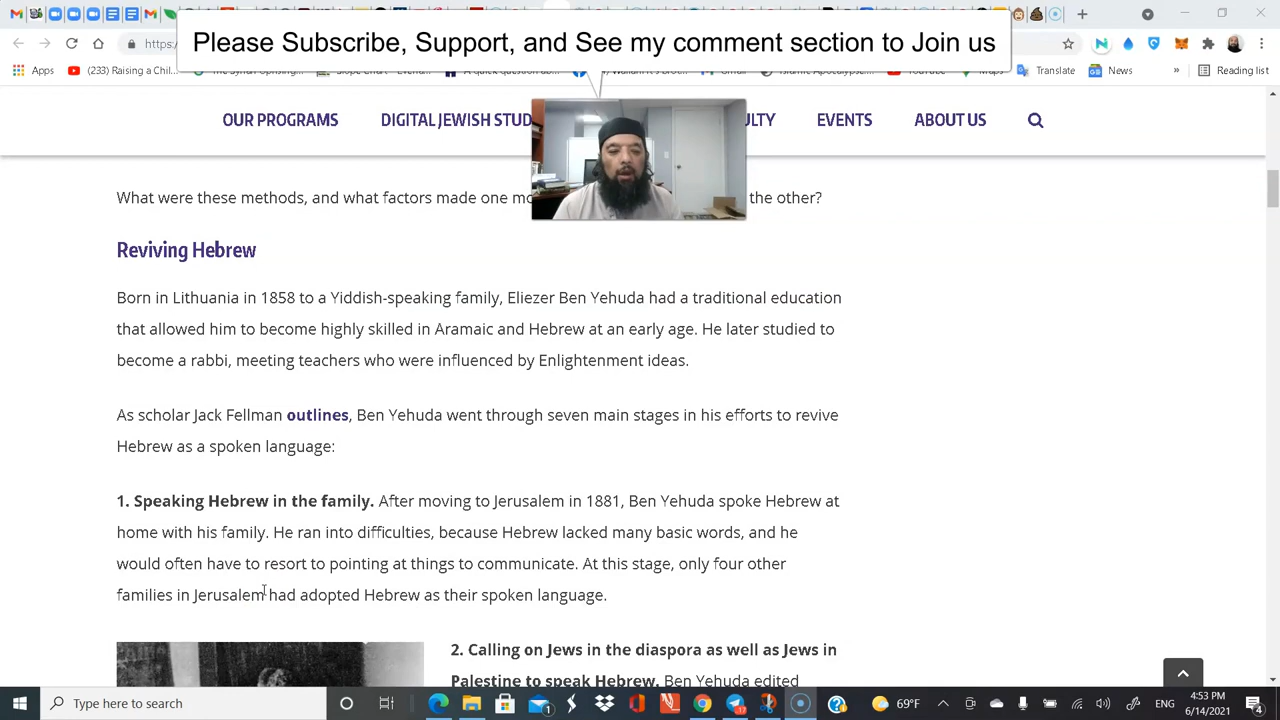 Please Subscribe, Support, and See my comment section to Join us
https:
Apps
(233) Raising a Chil...
YouTube
Maps
Translate
News
»
Reading list
OUR PROGRAMS
DIGITAL JEWISH STUD
ULTY
EVENTS
ABOUT US
What were these methods, and what factors made one mo
the other?
Reviving Hebrew
Born in Lithuania in 1858 to a Yiddish-speaking family, Eliezer Ben Yehuda had a traditional education
that allowed him to become highly skilled in Aramaic and Hebrew at an early age. He later studied to
become a rabbi, meeting teachers who were influenced by Enlightenment ideas.
As scholar Jack Fellman outlines, Ben Yehuda went through seven main stages in his efforts to revive
Hebrew as a spoken language:
1. Speaking Hebrew in the family. After moving to Jerusalem in 1881, Ben Yehuda spoke Hebrew at
home with his family. He ran into difficulties, because Hebrew lacked many basic words, and he
would often have to resort to pointing at things to communicate. At this stage, only four other
families in Jerusalem had adopted Hebrew as their spoken language.
2. Calling on Jews in the diaspora as well as Jews in
Palestine to speak Hebrew. Ben Yehuda edited
Type here to search
69°F
ENG
4:53 PM
6/14/2021